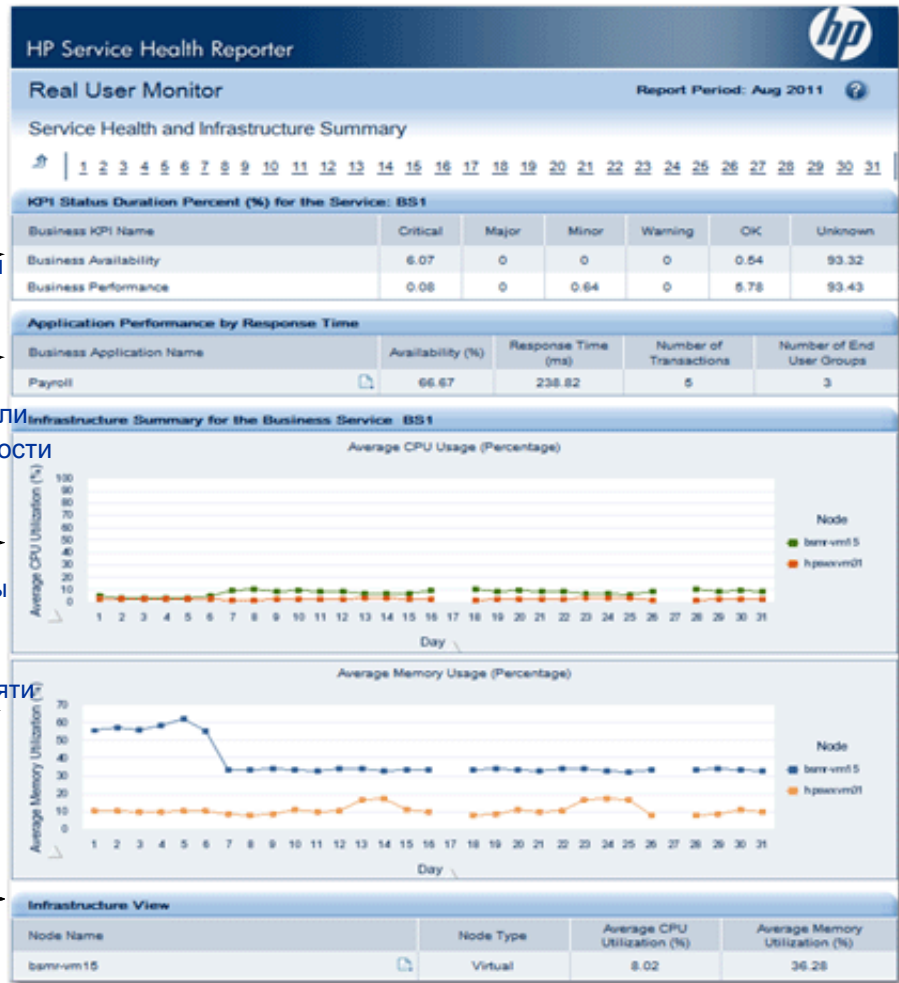 hp
HP Service Health Reporter
Real User Monitor
Report Period: Aug 2011 ?
Service Health and Infrastructure Summary
1 2 3 4 5 6 7 8 9 10 11 12 13 14 15 16 17 18 19 20 21 22 23 24 25 26 27 28 29 30 31
KPI Status Duration Percent (%) for the Service: BS1
Business KPI Name Critical Major Minor Warning OK Unknown
Business Availability 6.07 0 0 0 0.54 93.32
Business Performance 0.08 0 0.64 0 5.78 93.43
Application Performance by Response Time
Business Application Name Availability (%) Response Time (ms) Number of Transactions Number of End User Groups
Payroll 66.67 238.82 5 3
Infrastructure Summary for the Business Service BS1
Average CPU Usage (Percentage)
Average CPU Utilization (%)
100
90
80
70
60
50
40
30
20
10
0
Node
bsmr-vm15
hpswxvm01
1 2 3 4 5 6 7 8 9 10 11 12 13 14 15 16 17 18 19 20 21 22 23 24 25 26 27 28 29 30 31
Day
Average Memory Usage (Percentage)
Average Memory Utilization (%)
70
60
50
40
30
20
10
0
Node
bsmr-vm15
hpswxvm01
1 2 3 4 5 6 7 8 9 10 11 12 13 14 15 16 17 18 19 20 21 22 23 24 25 26 27 28 29 30 31
Day
Infrastructure View
Node Name Node Type Average CPU Utilization (%) Average Memory Utilization (%)
bsmr-vm15 Virtual 8.02 36.28